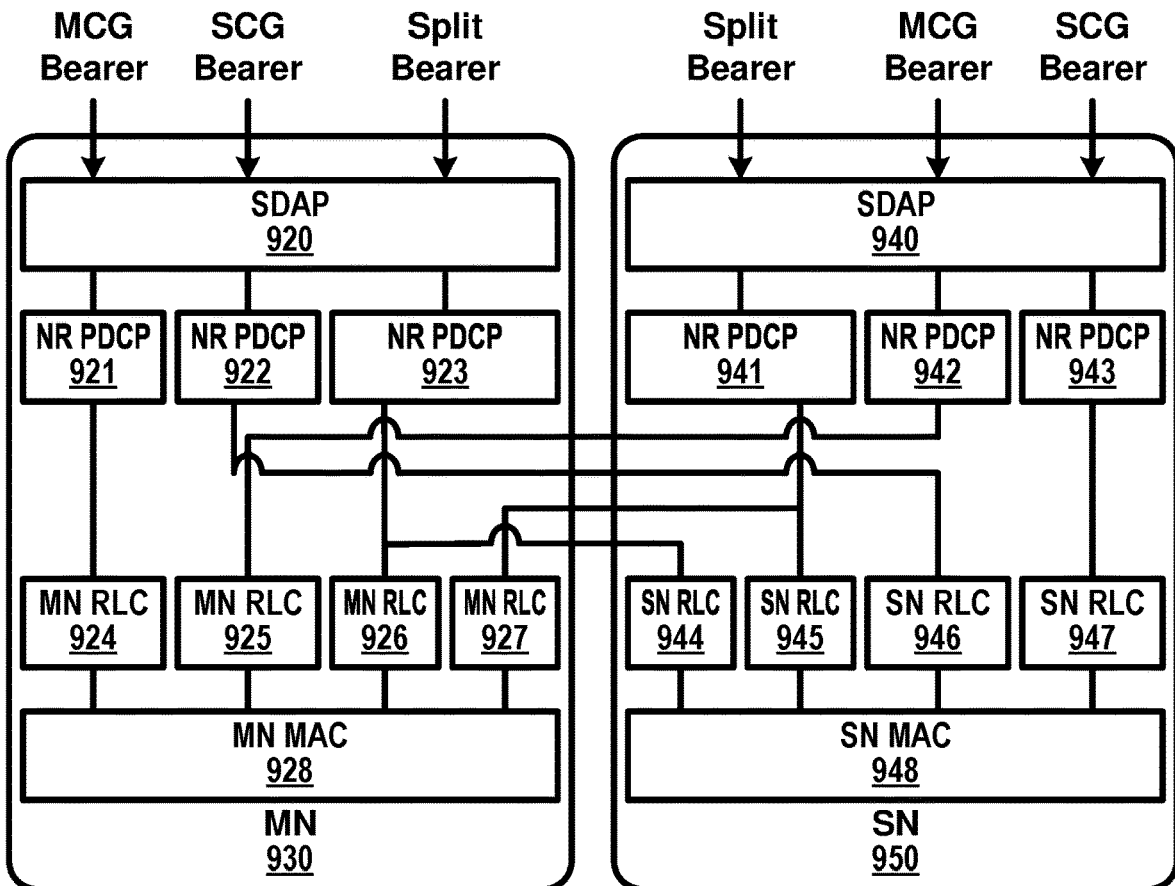 MCG Bearer
SCG Bearer
Split Bearer
Split Bearer
MCG Bearer
SCG Bearer
SDAP
920
SDAP
940
NR PDCP
921
NR PDCP
922
NR PDCP
923
NR PDCP
941
NR PDCP
942
NR PDCP
943
MN RLC
924
MN RLC
925
MN RLC
926
MN RLC
927
SN RLC
944
SN RLC
945
SN RLC
946
SN RLC
947
MN MAC
928
SN MAC
948
MN
930
SN
950